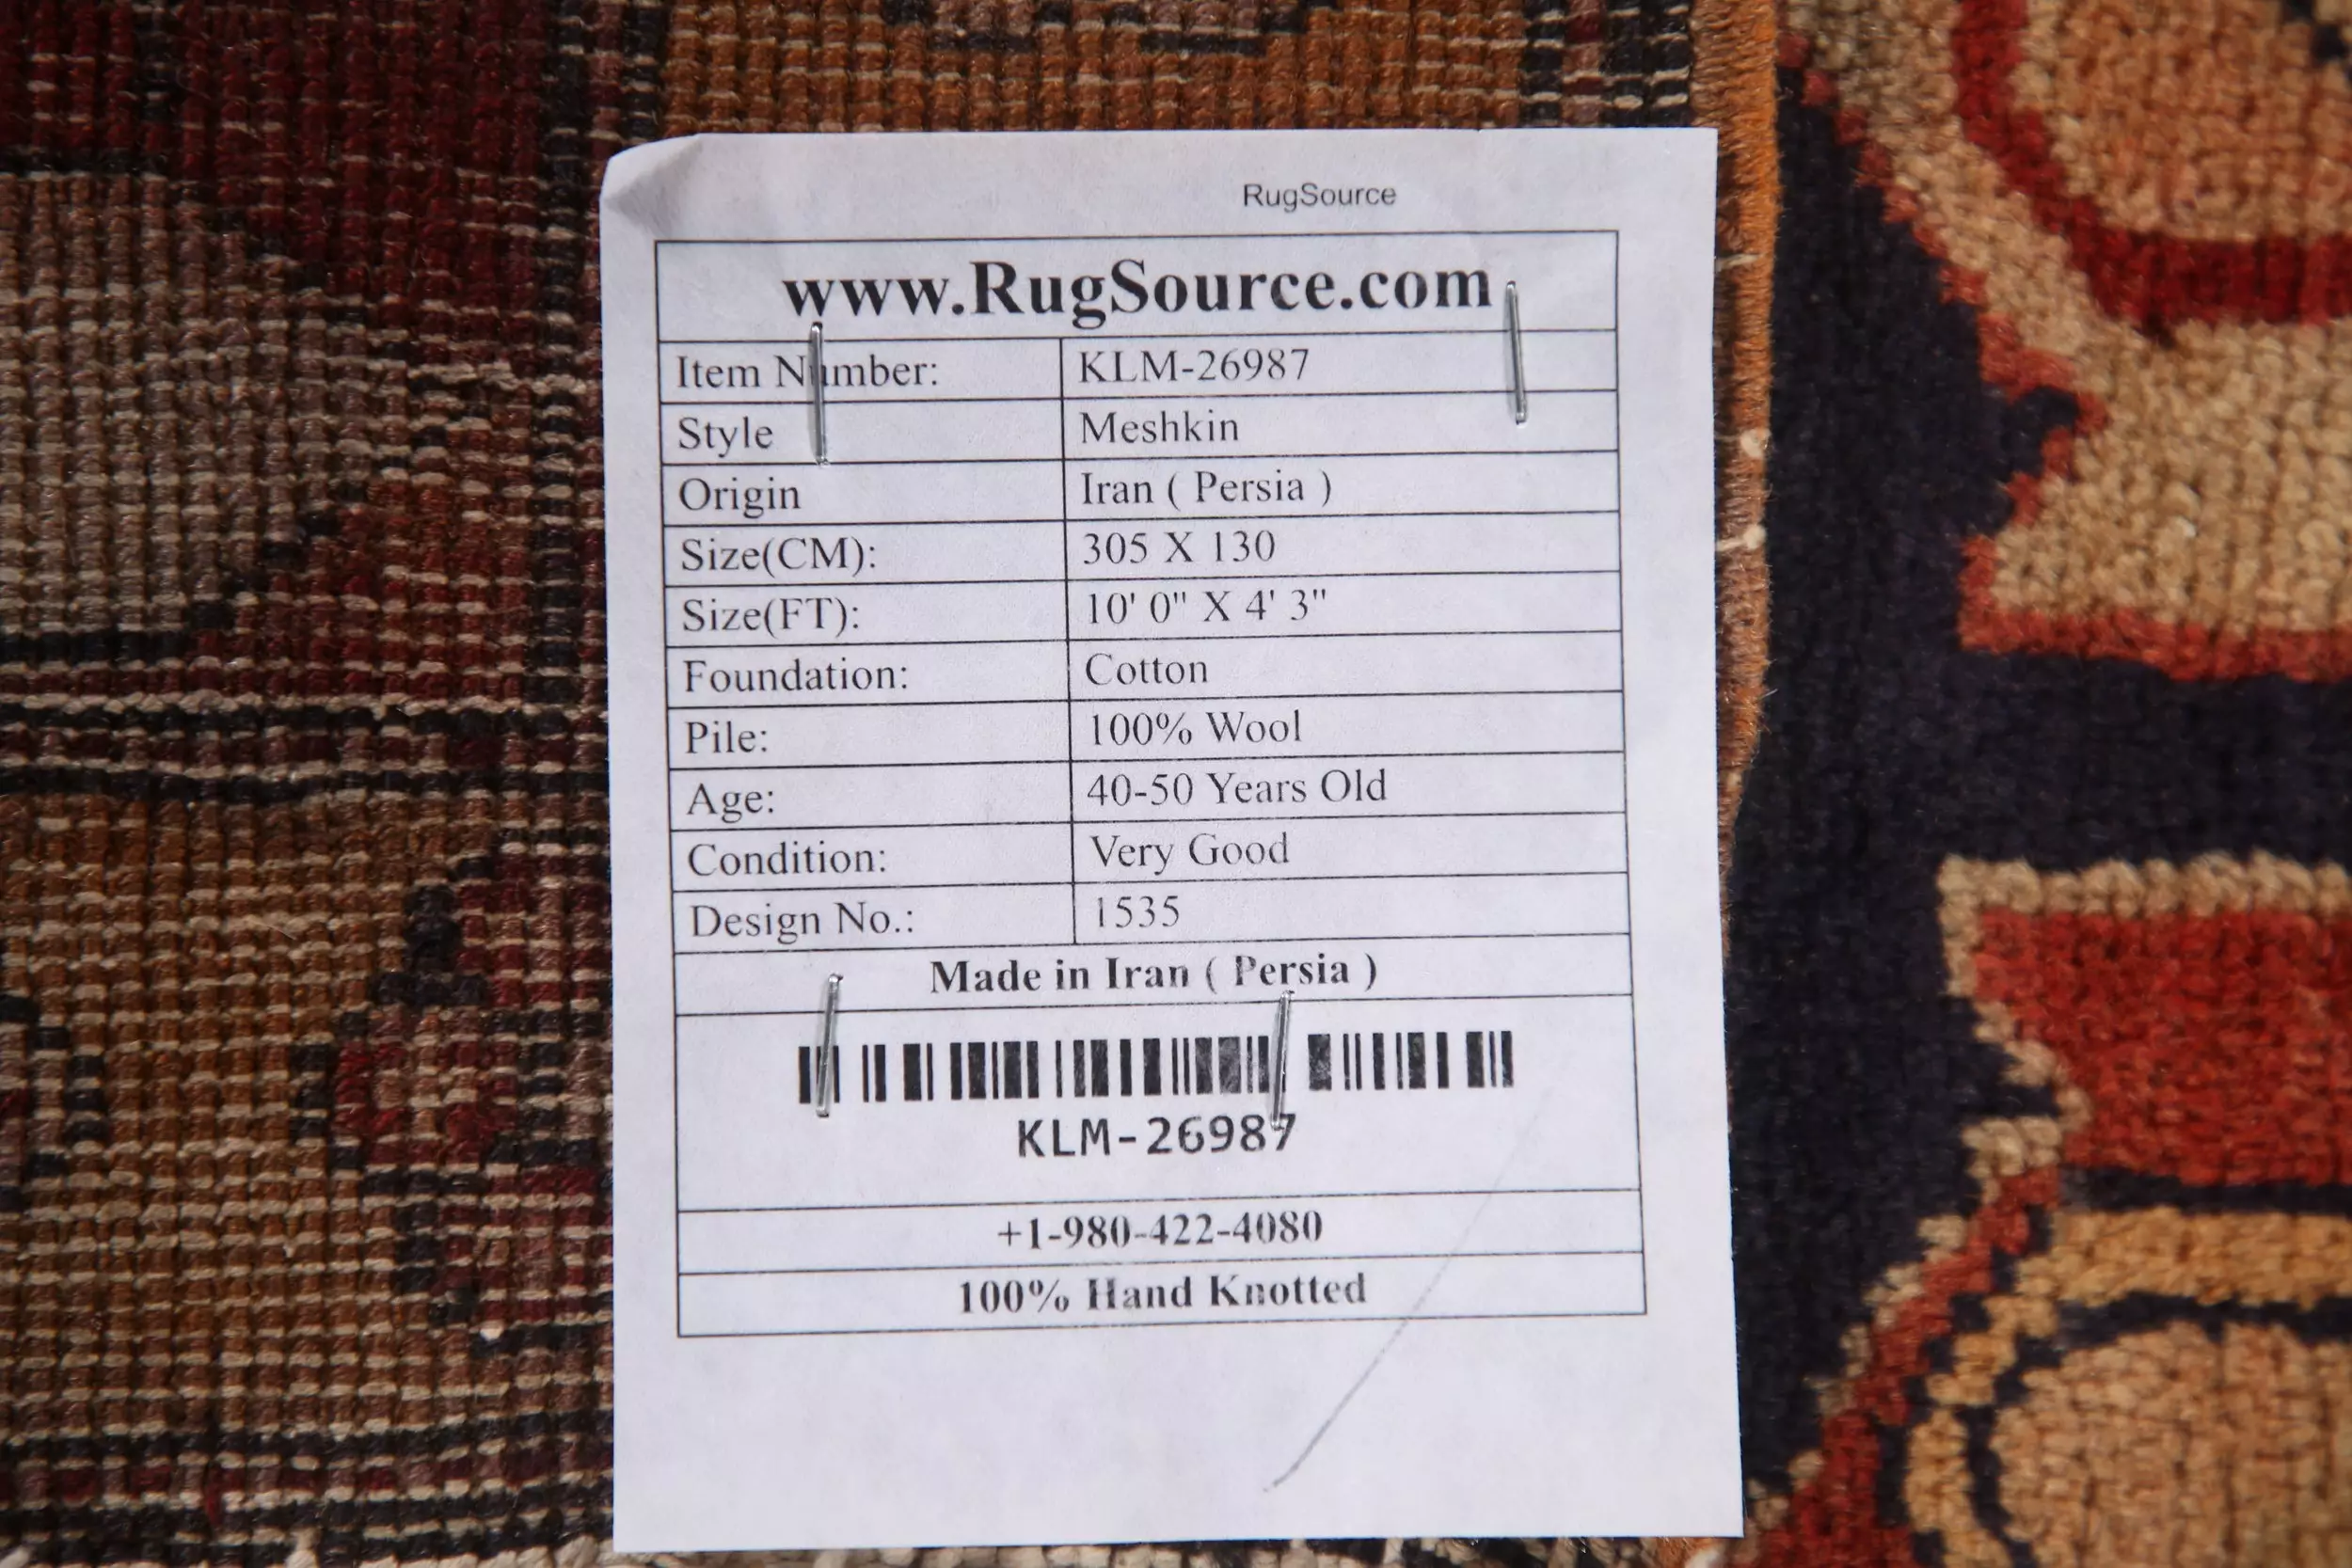 RugSource
www.RugSource.com
Item Number: KLM-26987
Style Meshkin
Origin Iran ( Persia )
Size(CM): 305 X 130
Size(FT): 10' 0" X 4' 3"
Foundation: Cotton
Pile: 100% Wool
Age: 40-50 Years Old
Condition: Very Good
Design No.: 1535
Made in Iran ( Persia )
KLM-26987
+1-980-422-4080
100% Hand Knotted